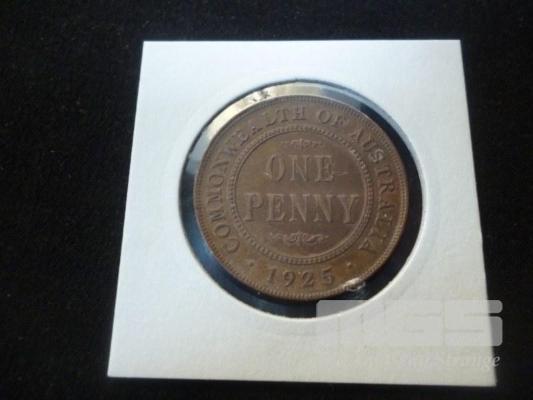 COMMONWEALTH OF AUSTRALIA
ONE
PENNY
1925